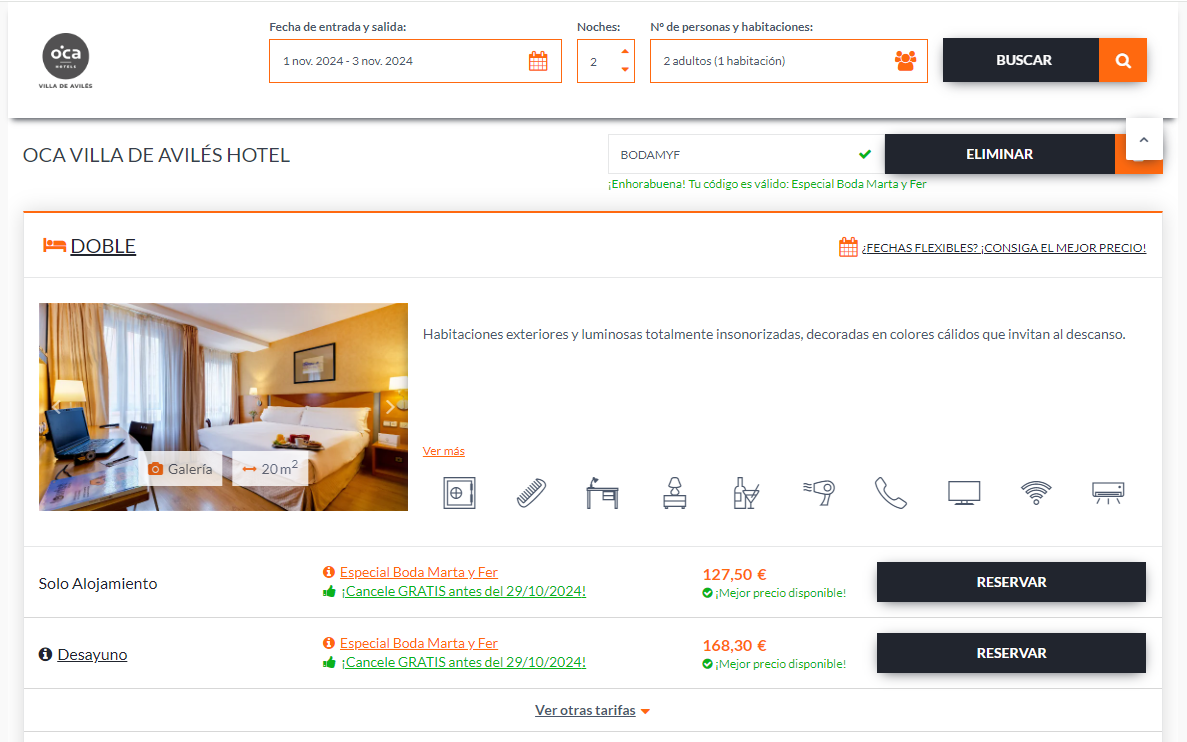 oca
HOTELS
VILLA DE AVILÉS
Fecha de entrada y salida:
Noches:
Nº de personas y habitaciones:
1 nov. 2024 - 3 nov. 2024
2
2 adultos (1 habitación)
BUSCAR
OCA VILLA DE AVILÉS HOTEL
BODAMYF
ELIMINAR
¡Enhorabuena! Tu código es válido: Especial Boda Marta y Fer
DOBLE
¿FECHAS FLEXIBLES? ¡CONSIGA EL MEJOR PRECIO!
Habitaciones exteriores y luminosas totalmente insonorizadas, decoradas en colores cálidos que invitan al descanso.
Galería
20 m2
Ver más
Solo Alojamiento
Especial Boda Marta y Fer
¡Cancele GRATIS antes del 29/10/2024!
127,50 €
¡Mejor precio disponible!
RESERVAR
Desayuno
Especial Boda Marta y Fer
¡Cancele GRATIS antes del 29/10/2024!
168,30 €
¡Mejor precio disponible!
RESERVAR
Ver otras tarifas